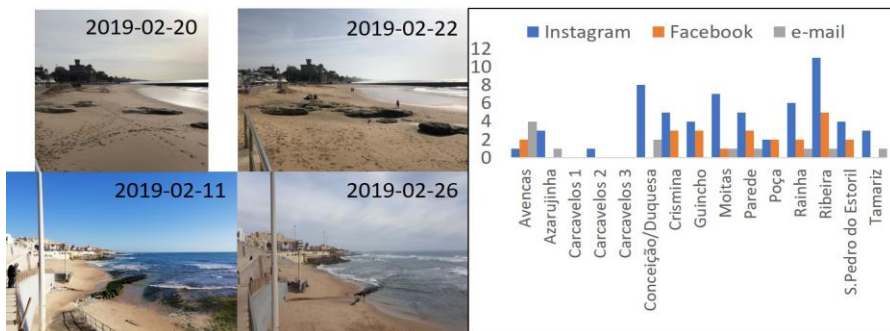 2019-02-20
2019-02-22
2019-02-11
2019-02-26
Instagram Facebook e-mail
12
10
8
6
4
2
0
Avencas
Azarujinha
Carcavelos 1
Carcavelos 2
Carcavelos 3
Conceição/Duquesa
Crismina
Guincho
Moitas
Parede
Poça
Rainha
Ribeira
S.Pedro do Estoril
Tamariz